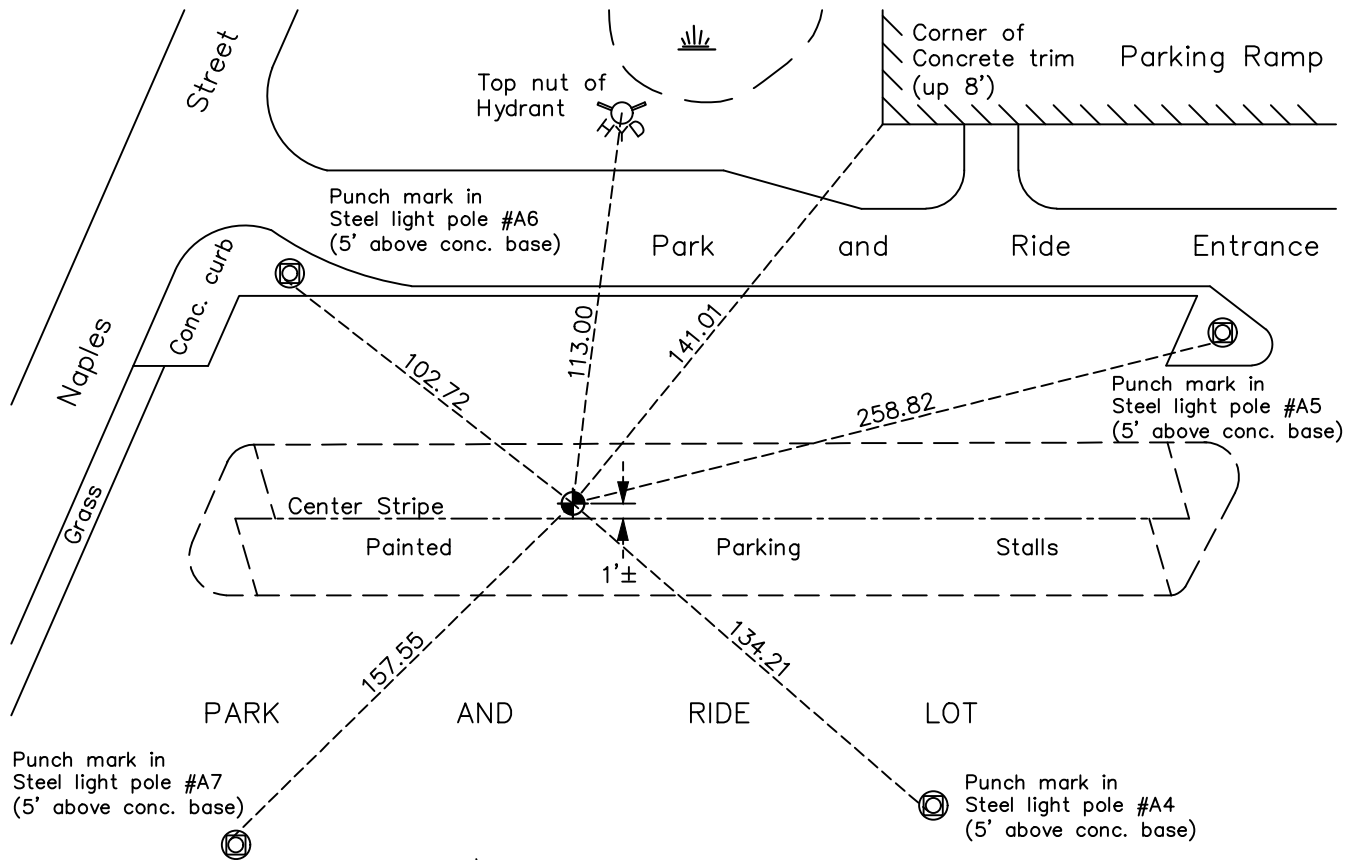 Street
Top nut of
Hydrant
HYD
Corner of
Concrete trim
(up 8')
Parking Ramp
Punch mark in
Steel light pole #A6
(5' above conc. base)
Park and Ride Entrance
Conc. curb
Naples
113.00
141.01
102.72
258.82
Punch mark in
Steel light pole #A5
(5' above conc. base)
Grass
Center Stripe
Painted Parking Stalls
1'±
157.55
134.21
PARK AND RIDE LOT
Punch mark in
Steel light pole #A7
(5' above conc. base)
Punch mark in
Steel light pole #A4
(5' above conc. base)